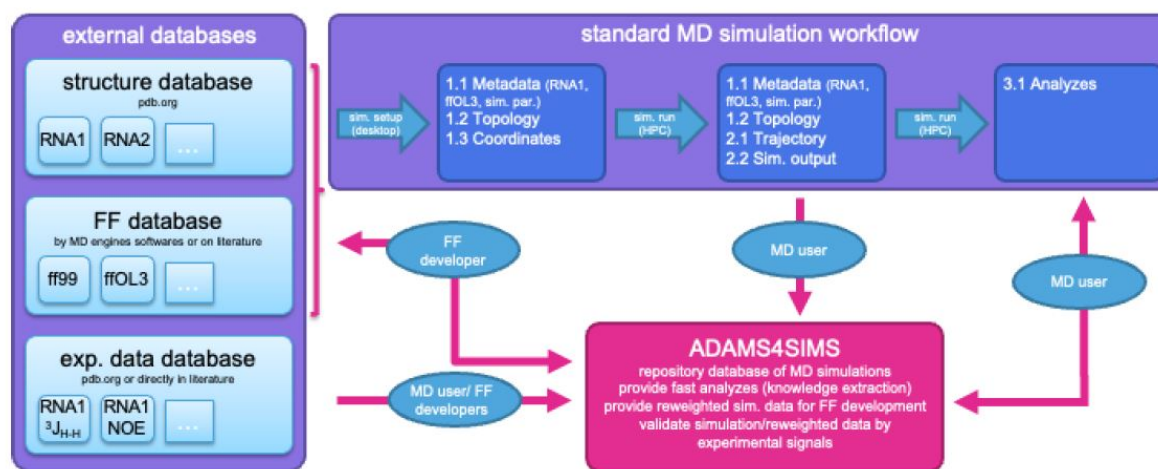 external databases
structure database
pdb.org
RNA1
RNA2
...
FF database
by MD engines softwares or on literature
ff99
ffOL3
...
exp. data database
pdb.org or directly in literature
RNA1
³J_H-H
RNA1
NOE
...
standard MD simulation workflow
sim. setup
(desktop)
1.1 Metadata (RNA1,
ffOL3, sim. par.)
1.2 Topology
1.3 Coordinates
sim. run
(HPC)
1.1 Metadata (RNA1,
ffOL3, sim. par.)
1.2 Topology
2.1 Trajectory
2.2 Sim. output
sim. run
(HPC)
3.1 Analyzes
FF
developer
MD user
MD user
MD user/ FF
developers
ADAMS4SIMS
repository database of MD simulations
provide fast analyzes (knowledge extraction)
provide reweighted sim. data for FF development
validate simulation/reweighted data by
experimental signals